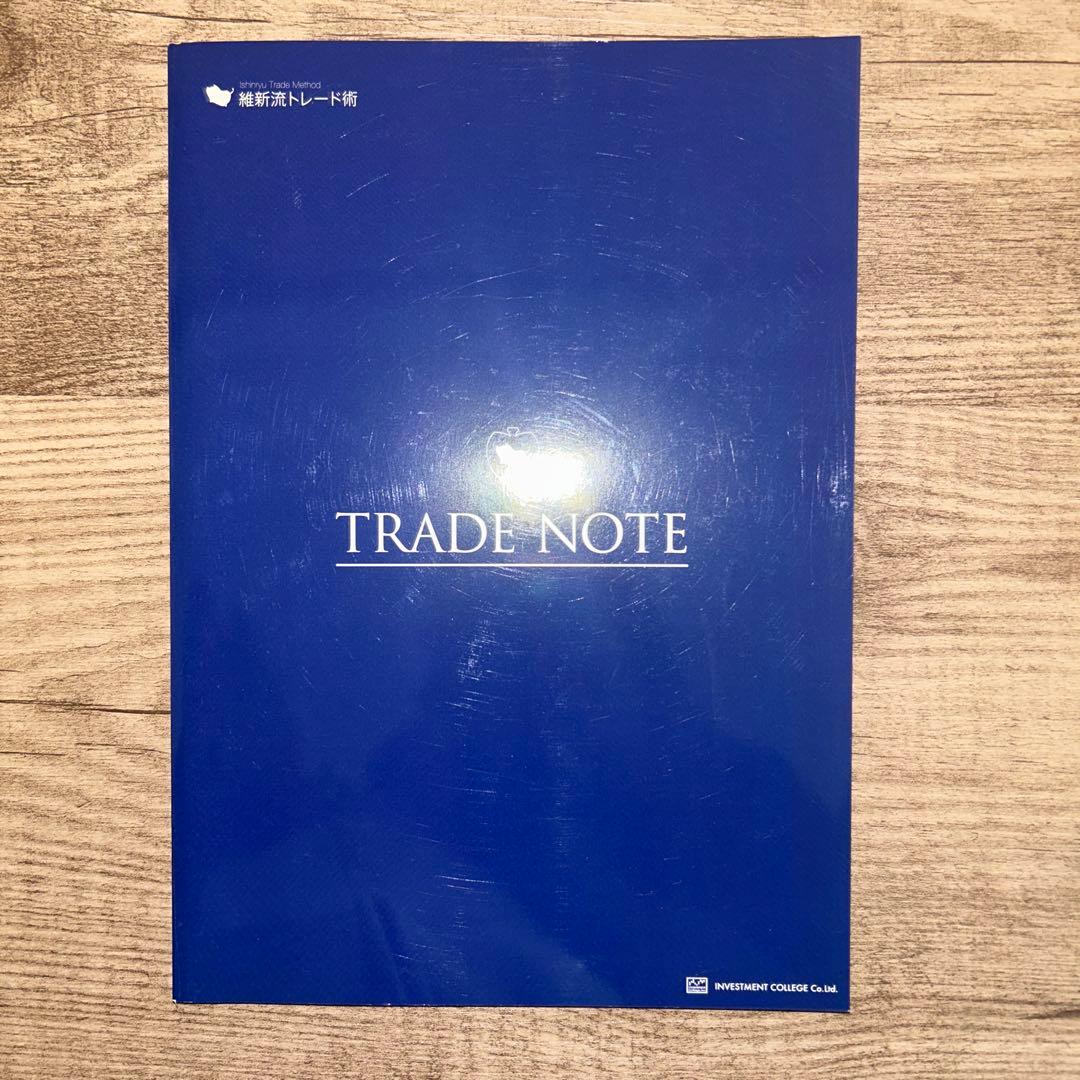 Ishinryu Trade Method
維新流トレード術
TRADE NOTE
INVESTMENT COLLEGE Co.Ltd.